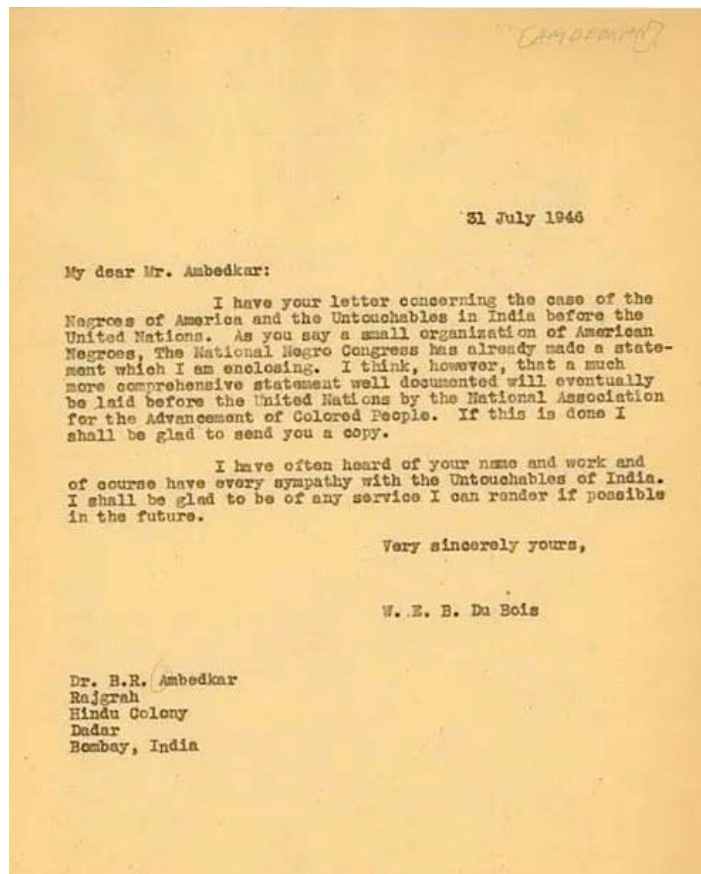 [AMBEDKAR]
31 July 1946
My dear Mr. Ambedkar:
I have your letter concerning the case of the
Negroes of America and the Untouchables in India before the
United Nations. As you say a small organization of American
Negroes, The National Negro Congress has already made a state-
ment which I am enclosing. I think, however, that a much
more comprehensive statement well documented will eventually
be laid before the United Nations by the National Association
for the Advancement of Colored People. If this is done I
shall be glad to send you a copy.
I have often heard of your name and work and
of course have every sympathy with the Untouchables of India.
I shall be glad to be of any service I can render if possible
in the future.
Very sincerely yours,
W. E. B. Du Bois
Dr. B.R. Ambedkar
Rajgrah
Hindu Colony
Dadar
Bombay, India